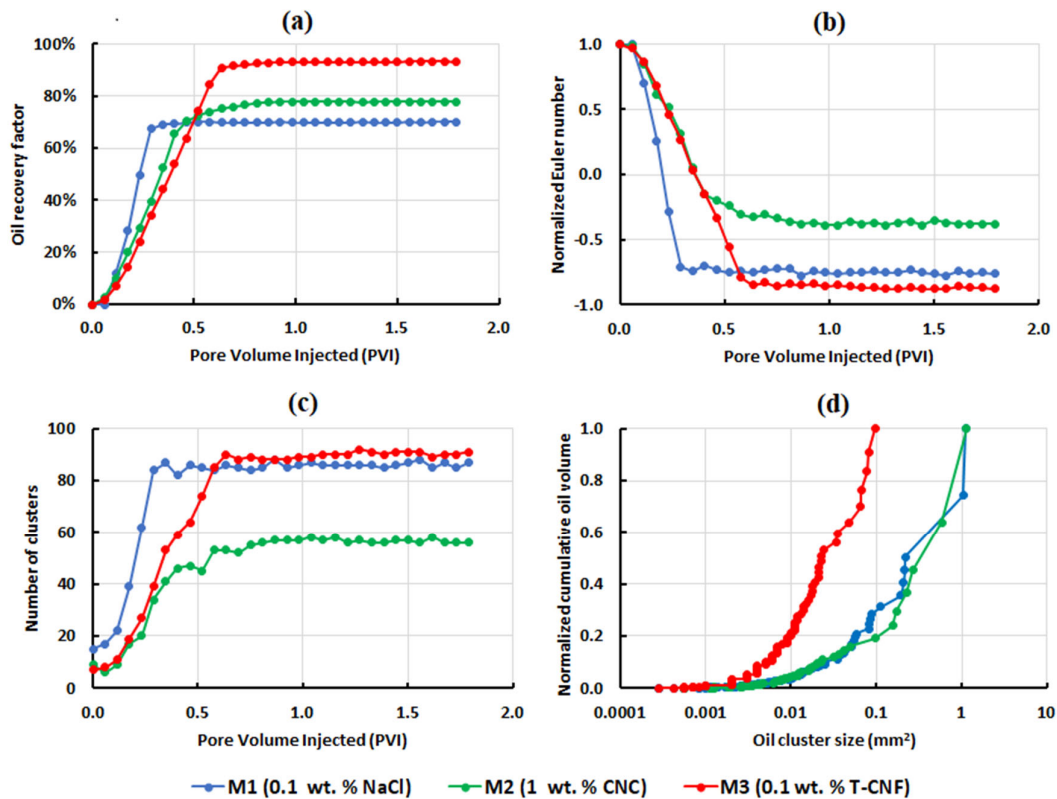 (a)
100%
80%
60%
40%
20%
0%
Oil recovery factor
0.0 0.5 1.0 1.5 2.0
Pore Volume Injected (PVI)
(b)
1.0
0.5
0.0
-0.5
-1.0
Normalized Euler number
0.0 0.5 1.0 1.5 2.0
Pore Volume Injected (PVI)
(c)
100
80
60
40
20
0
Number of clusters
0.0 0.5 1.0 1.5 2.0
Pore Volume Injected (PVI)
(d)
1.0
0.8
0.6
0.4
0.2
0.0
Normalized cumulative oil volume
0.0001 0.001 0.01 0.1 1 10
Oil cluster size (mm²)
M1 (0.1 wt. % NaCl) M2 (1 wt. % CNC) M3 (0.1 wt. % T-CNF)